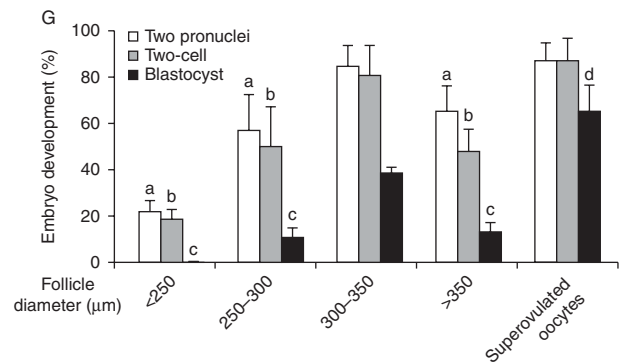 G
Embryo development (%)
100
80
60
40
20
0
Two pronuclei
Two-cell
Blastocyst
a
b
c
a
b
c
a
b
c
d
Follicle
diameter (μm)
<250
250–300
300–350
>350
Superovulated
oocytes